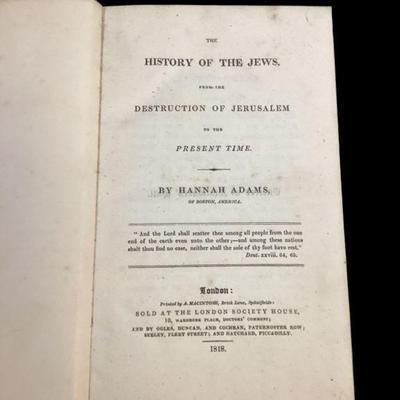 THE
HISTORY OF THE JEWS,
FROM THE
DESTRUCTION OF JERUSALEM
TO THE
PRESENT TIME.
BY HANNAH ADAMS,
OF BOSTON, AMERICA.
" And the Lord shall scatter thee among all people from the one
end of the earth even unto the other;—and among these nations
shalt thou find no ease, neither shall the sole of thy foot have rest."
Deut. xxviii. 64, 65.
London:
Printed by A. MACINTOSH, Brick Lane, Spitalfields:
SOLD AT THE LONDON SOCIETY HOUSE,
10, WARDROBE PLACE, DOCTORS' COMMONS;
AND BY OGLES, DUNCAN, AND COCHRAN, PATERNOSTER ROW;
SEELEY, FLEET STREET; AND HATCHARD, PICCADILLY.
1818.